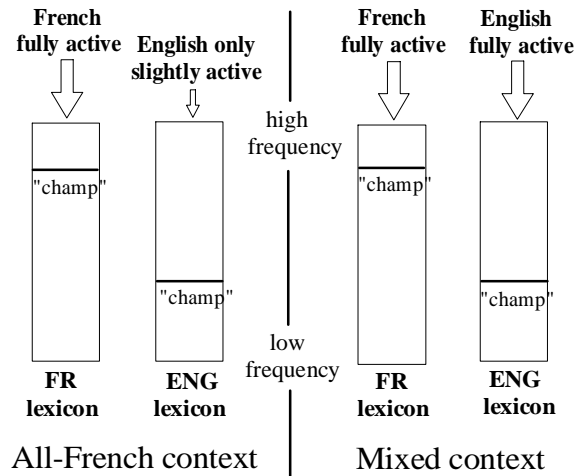 French
fully active
English only
slightly active
French
fully active
English
fully active
high
frequency
"champ"
"champ"
"champ"
"champ"
low
frequency
FR
lexicon
ENG
lexicon
FR
lexicon
ENG
lexicon
All-French context
Mixed context